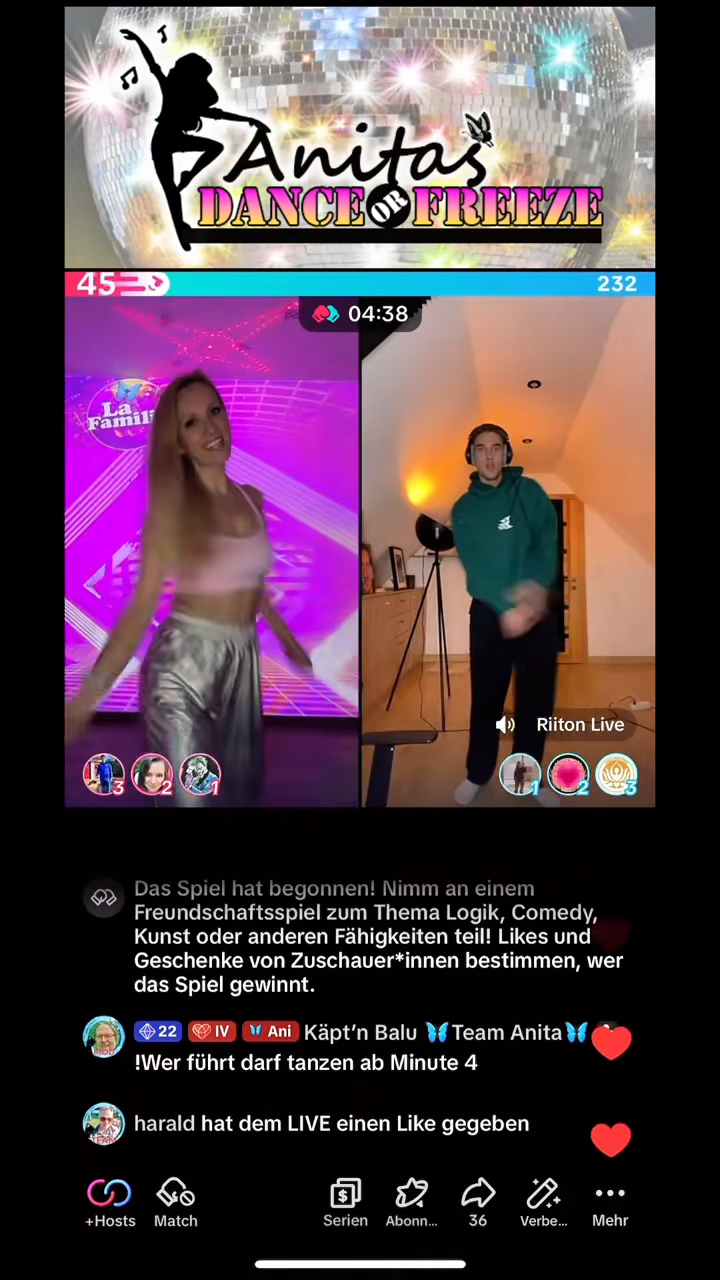 Anitas
DANCE OR FREEZE
45
232
04:38
La
Famili
Riiton Live
3
2
1
1
2
3
Das Spiel hat begonnen! Nimm an einem
Freundschaftsspiel zum Thema Logik, Comedy,
Kunst oder anderen Fähigkeiten teil! Likes und
Geschenke von Zuschauer*innen bestimmen, wer
das Spiel gewinnt.
22 IV Ani Käpt’n Balu 🦋Team Anita🦋
!Wer führt darf tanzen ab Minute 4
harald hat dem LIVE einen Like gegeben
+Hosts
Match
Serien
Abonn...
36
Verbe...
Mehr